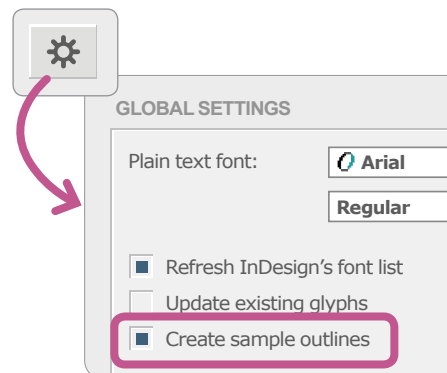 GLOBAL SETTINGS
Plain text font: Arial
Regular
Refresh InDesign's font list
Update existing glyphs
Create sample outlines